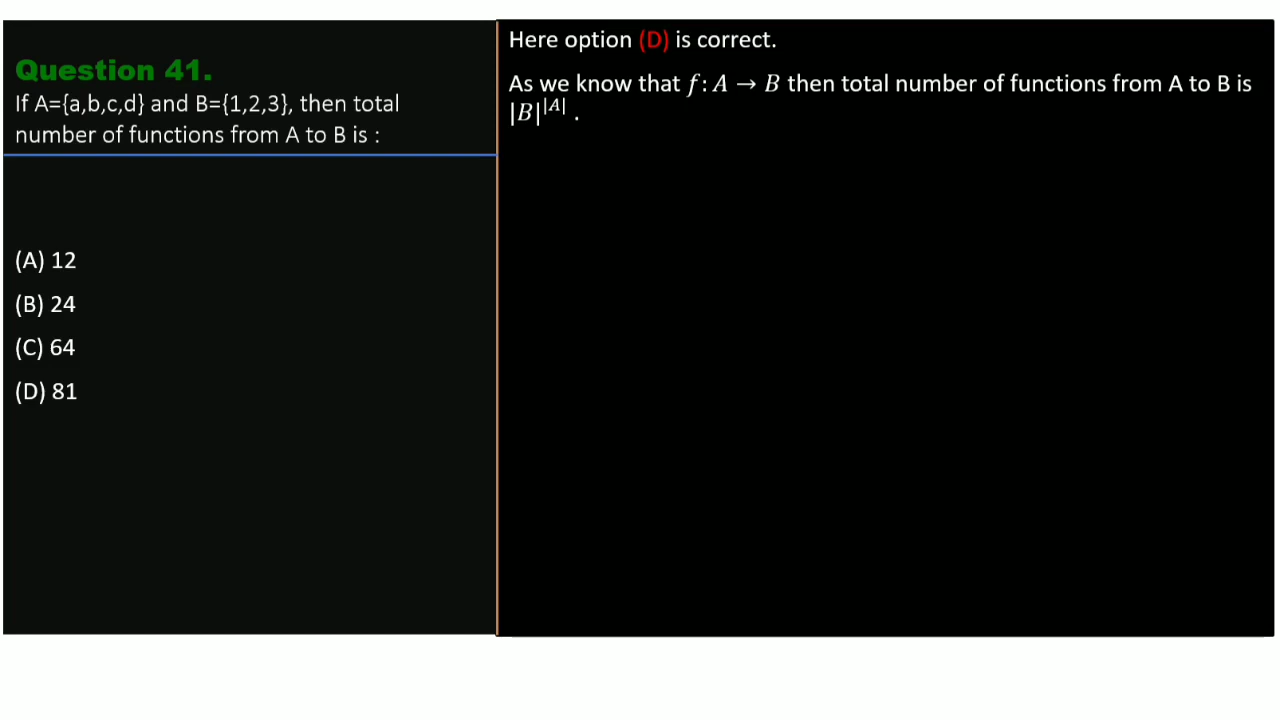 Question 41.
If A={a,b,c,d} and B={1,2,3}, then total
number of functions from A to B is :
(A) 12
(B) 24
(C) 64
(D) 81
Here option (D) is correct.
As we know that 𝑓: 𝐴 → 𝐵 then total number of functions from A to B is
|𝐵|^|𝐴| .